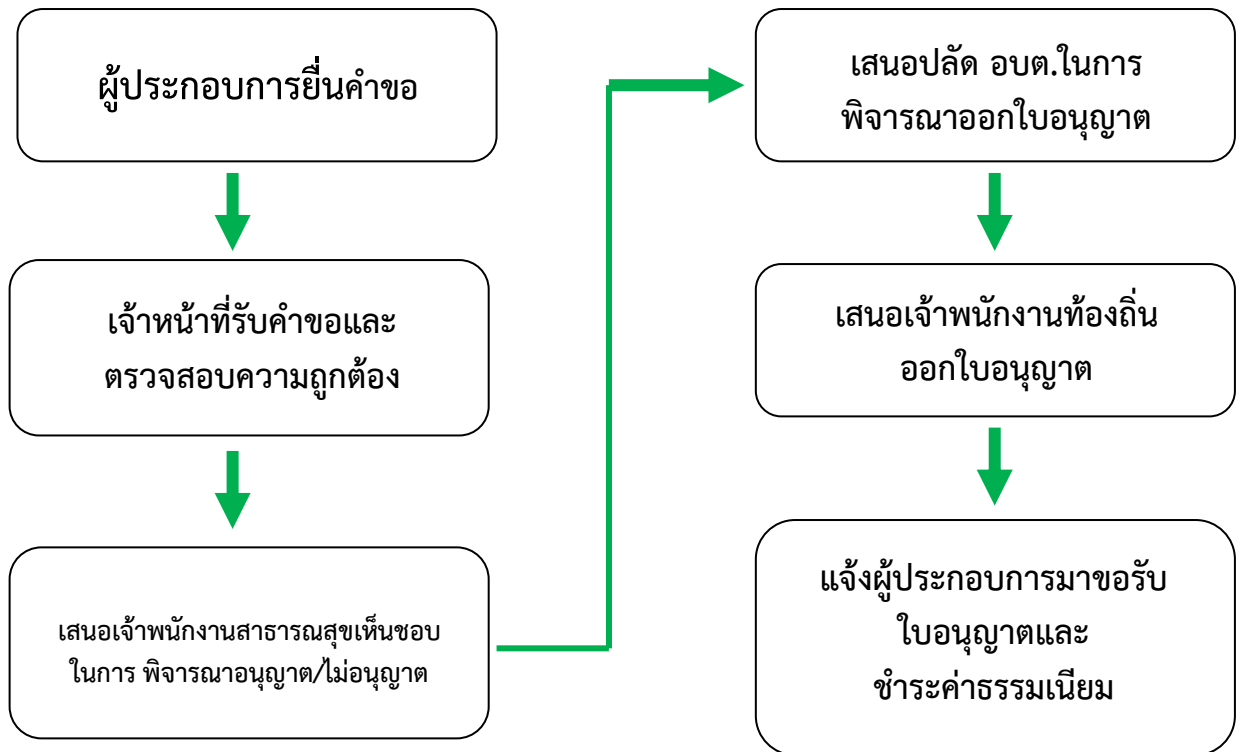 ผู้ประกอบการยื่นคำขอ
เจ้าหน้าที่รับคำขอและ
ตรวจสอบความถูกต้อง
เสนอเจ้าพนักงานสาธารณสุขเห็นชอบ
ในการ พิจารณาอนุญาต/ไม่อนุญาต
เสนอปลัด อบต.ในการ
พิจารณาออกใบอนุญาต
เสนอเจ้าพนักงานท้องถิ่น
ออกใบอนุญาต
แจ้งผู้ประกอบการมาขอรับ
ใบอนุญาตและ
ชำระค่าธรรมเนียม